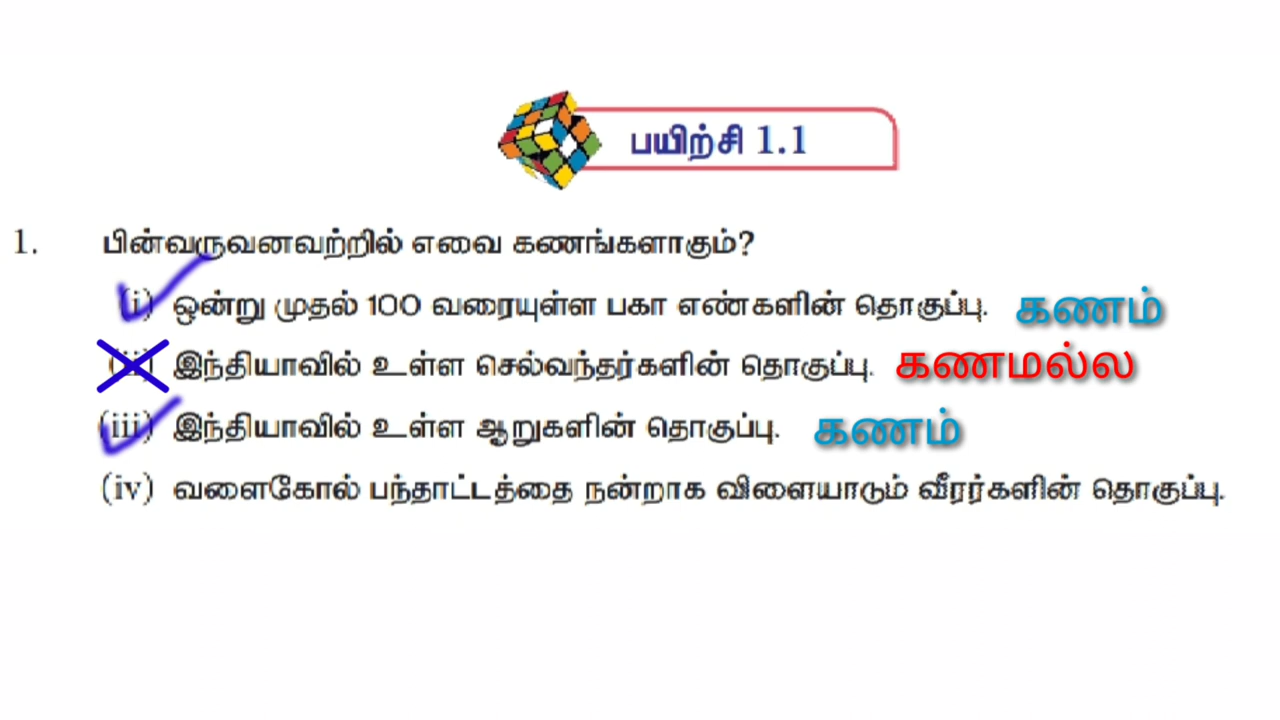 பயிற்சி 1.1
1. பின்வருவனவற்றில் எவை கணங்களாகும்?
(i) ஒன்று முதல் 100 வரையுள்ள பகா எண்களின் தொகுப்பு. கணம்
(ii) இந்தியாவில் உள்ள செல்வந்தர்களின் தொகுப்பு. கணமல்ல
(iii) இந்தியாவில் உள்ள ஆறுகளின் தொகுப்பு. கணம்
(iv) வளைகோல் பந்தாட்டத்தை நன்றாக விளையாடும் வீரர்களின் தொகுப்பு.